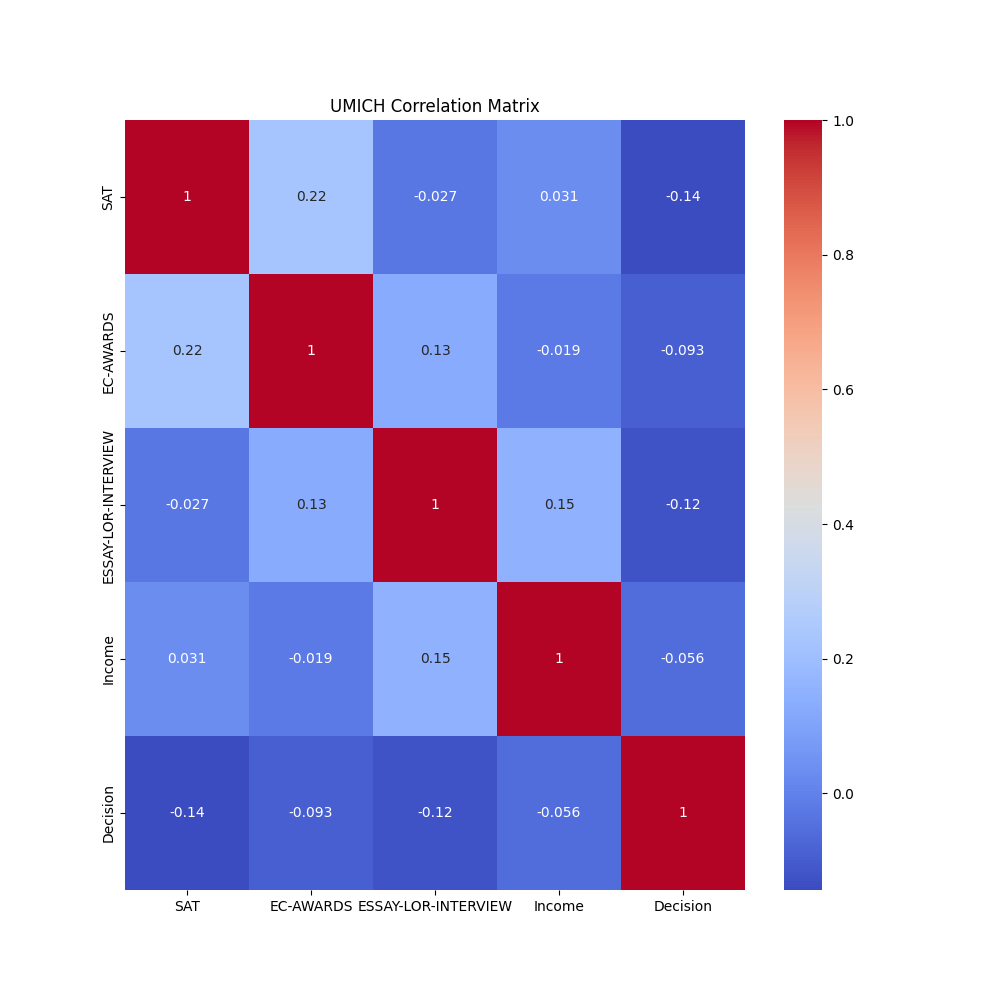 UMICH Correlation Matrix
SAT 1 0.22 -0.027 0.031 -0.14
EC-AWARDS 0.22 1 0.13 -0.019 -0.093
ESSAY-LOR-INTERVIEW -0.027 0.13 1 0.15 -0.12
Income 0.031 -0.019 0.15 1 -0.056
Decision -0.14 -0.093 -0.12 -0.056 1
SAT EC-AWARDS ESSAY-LOR-INTERVIEW Income Decision
1.0
0.8
0.6
0.4
0.2
0.0